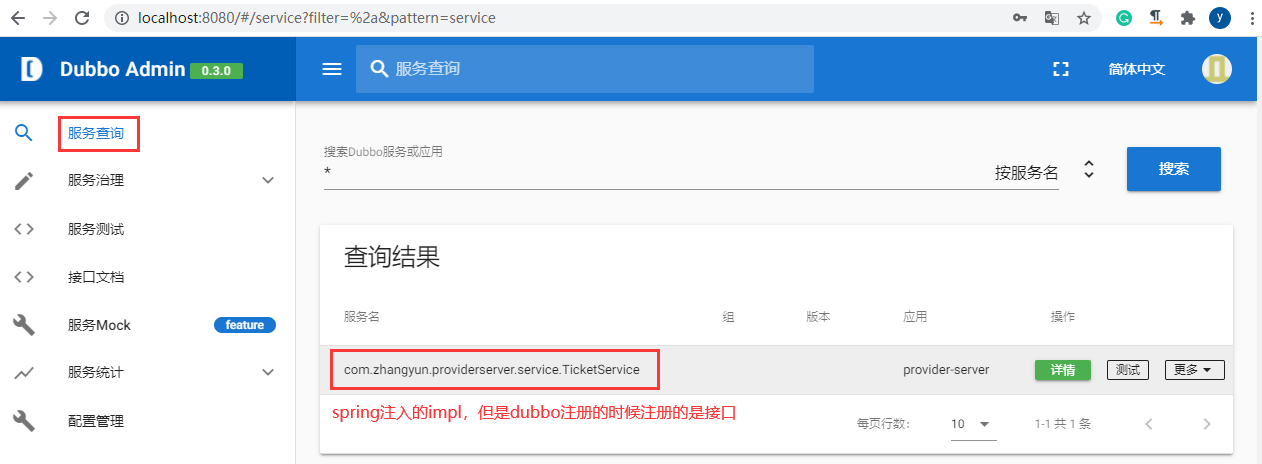 localhost:8080/#/service?filter=%2a&pattern=service
y
Dubbo Admin 0.3.0
服务查询
简体中文
服务查询
服务治理
服务测试
接口文档
服务Mock feature
服务统计
配置管理
搜索Dubbo服务或应用
* 按服务名 搜索
查询结果
服务名 组 版本 应用 操作
com.zhangyun.providerserver.service.TicketService provider-server 详情 测试 更多
spring注入的impl，但是dubbo注册的时候注册的是接口
每页行数: 10 1-1 共 1 条